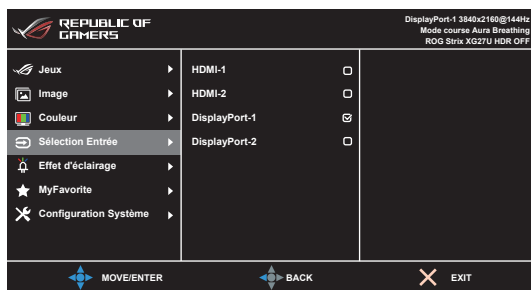 REPUBLIC OF
GAMERS
DisplayPort-1 3840x2160@144Hz
Mode course Aura Breathing
ROG Strix XG27U HDR OFF
Jeux
Image
Couleur
Sélection Entrée
Effet d'éclairage
MyFavorite
Configuration Système
HDMI-1
HDMI-2
DisplayPort-1
DisplayPort-2
MOVE/ENTER
BACK
EXIT